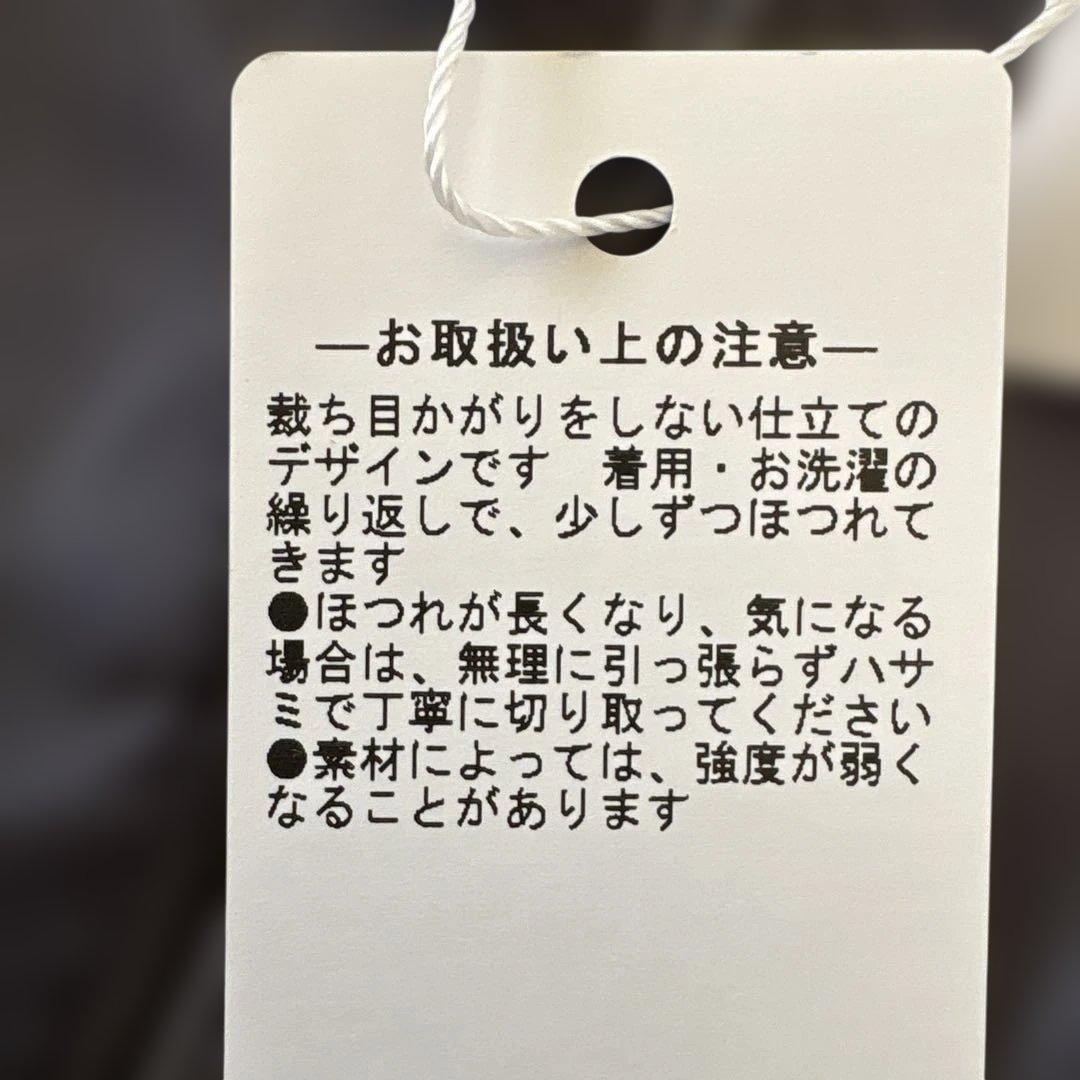 ―お取扱い上の注意―
裁ち目かがりをしない仕立ての
デザインです　着用・お洗濯の
繰り返しで、少しずつほつれて
きます
●ほつれが長くなり、気になる
場合は、無理に引っ張らずハサ
ミで丁寧に切り取ってください
●素材によっては、強度が弱く
なることがあります